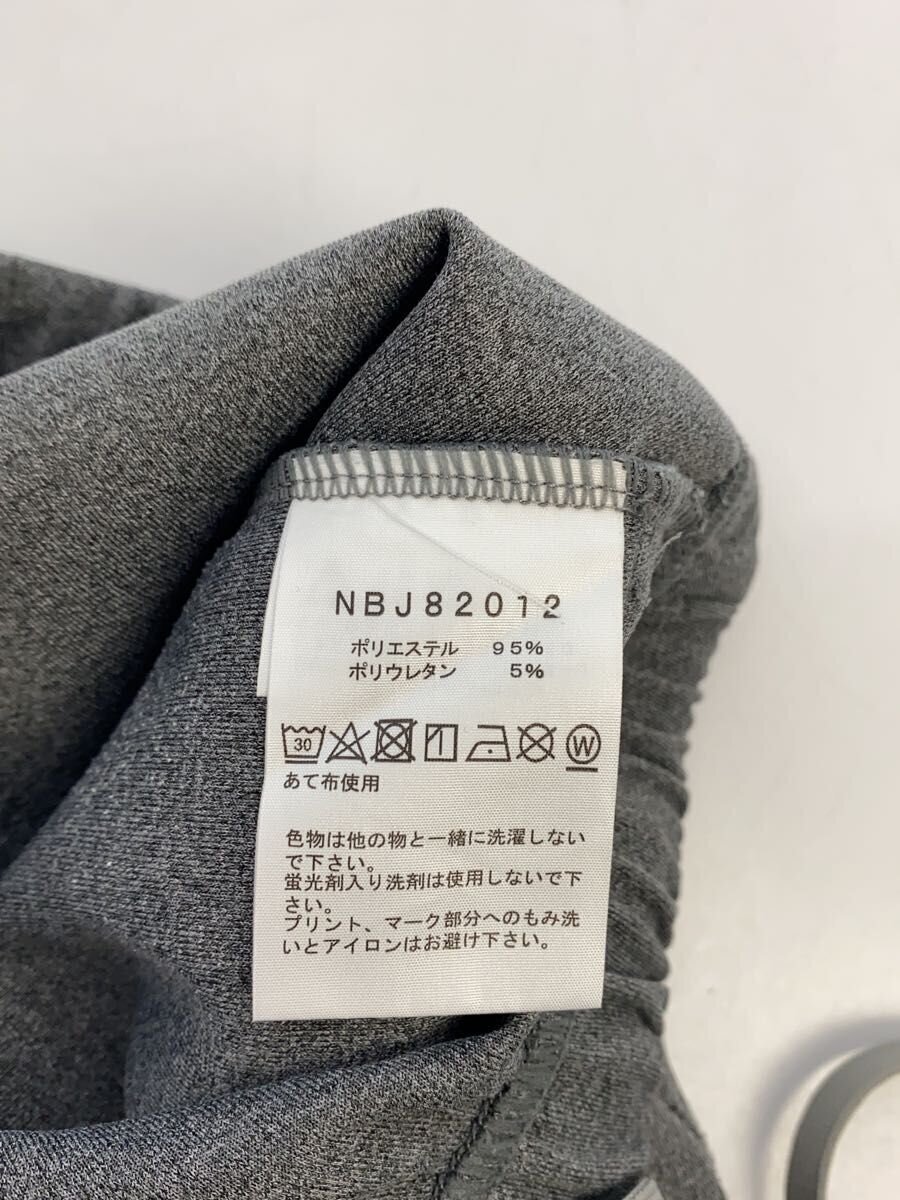 NBJ82012
ポリエステル 95%
ポリウレタン 5%
30 W
あて布使用
色物は他の物と一緒に洗濯しない
で下さい。
蛍光剤入り洗剤は使用しないで下
さい。
プリント、マーク部分へのもみ洗
いとアイロンはお避け下さい。